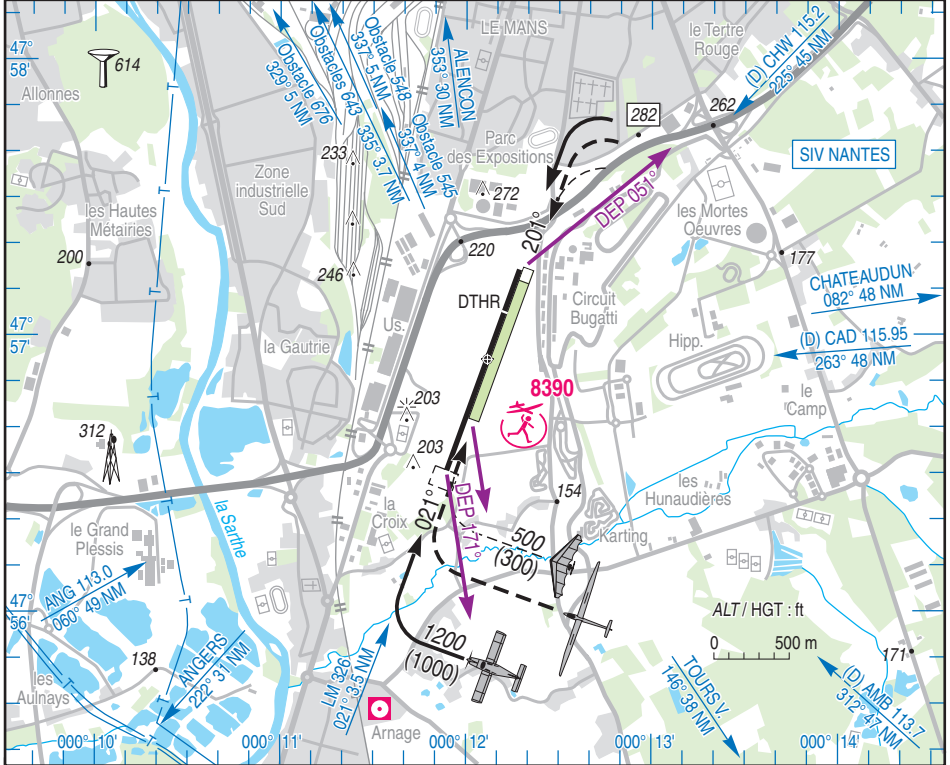 47°
58'
614
Allonnes
Obstacle 676
329° 5 NM
Obstacles 643
335° 3.7 NM
Obstacle 548
337° 5 NM
Obstacle 545
337° 4 NM
ALENCON
353° 30 NM
LE MANS
le Tertre
Rouge
(D) CHW 115.2
225° 45 NM
282
262
SIV NANTES
Parc
des Expositions
233
272
Zone
industrielle
Sud
les Hautes
Métairies
200
246
220
201°
DEP 051°
les Mortes
Oeuvres
177
CHATEAUDUN
082° 48 NM
DTHR
Circuit
Bugatti
47°
57'
Us.
la Gautrie
Hipp.
(D) CAD 115.95
263° 48 NM
8390
le
Camp
203
312
203
021°
DEP 171°
154
les
Hunaudières
la
Croix
la Sarthe
le Grand
Plessis
Karting
500
(300)
ANG 113.0
060° 49 NM
47°
56'
ALT / HGT : ft
0 500 m
1200
(1000)
138
ANGERS
222° 31 NM
LM 326
021° 3.5 NM
TOURS V.
146° 38 NM
171
(D) AMB 113.7
312° 47 NM
les
Aulnays
Arnage
000° 10'
000° 11'
000° 12'
000° 13'
000° 14'